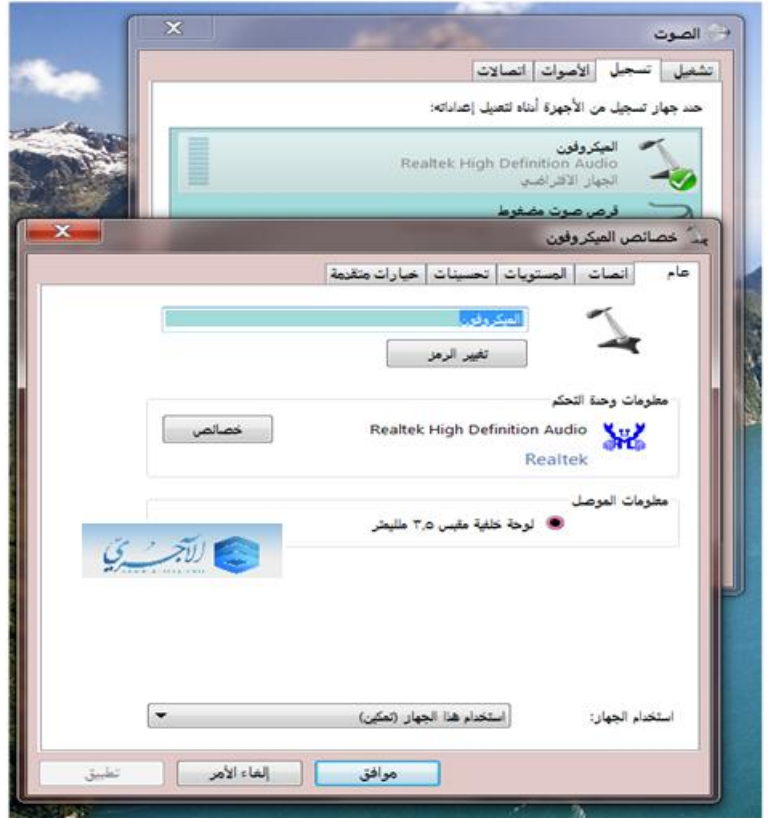 الصوت
تشغيل تسجيل الأصوات اتصالات
حدد جهاز تسجيل من الأجهزة أدناه لتعديل إعداداته:
الميكروفون
Realtek High Definition Audio
الجهاز الافتراضي
قرص صوت مضغوط
خصائص الميكروفون
عام انصات المستويات تحسينات خيارات متقدمة
الميكروفون
تغيير الرمز
معلومات وحدة التحكم
Realtek High Definition Audio
خصائص
Realtek
معلومات الموصل
لوحة خلفية مقبس ٣,٥ ملليمتر
الآجري
استخدام الجهاز: استخدام هذا الجهاز (تمكين)
موافق إلغاء الأمر تطبيق